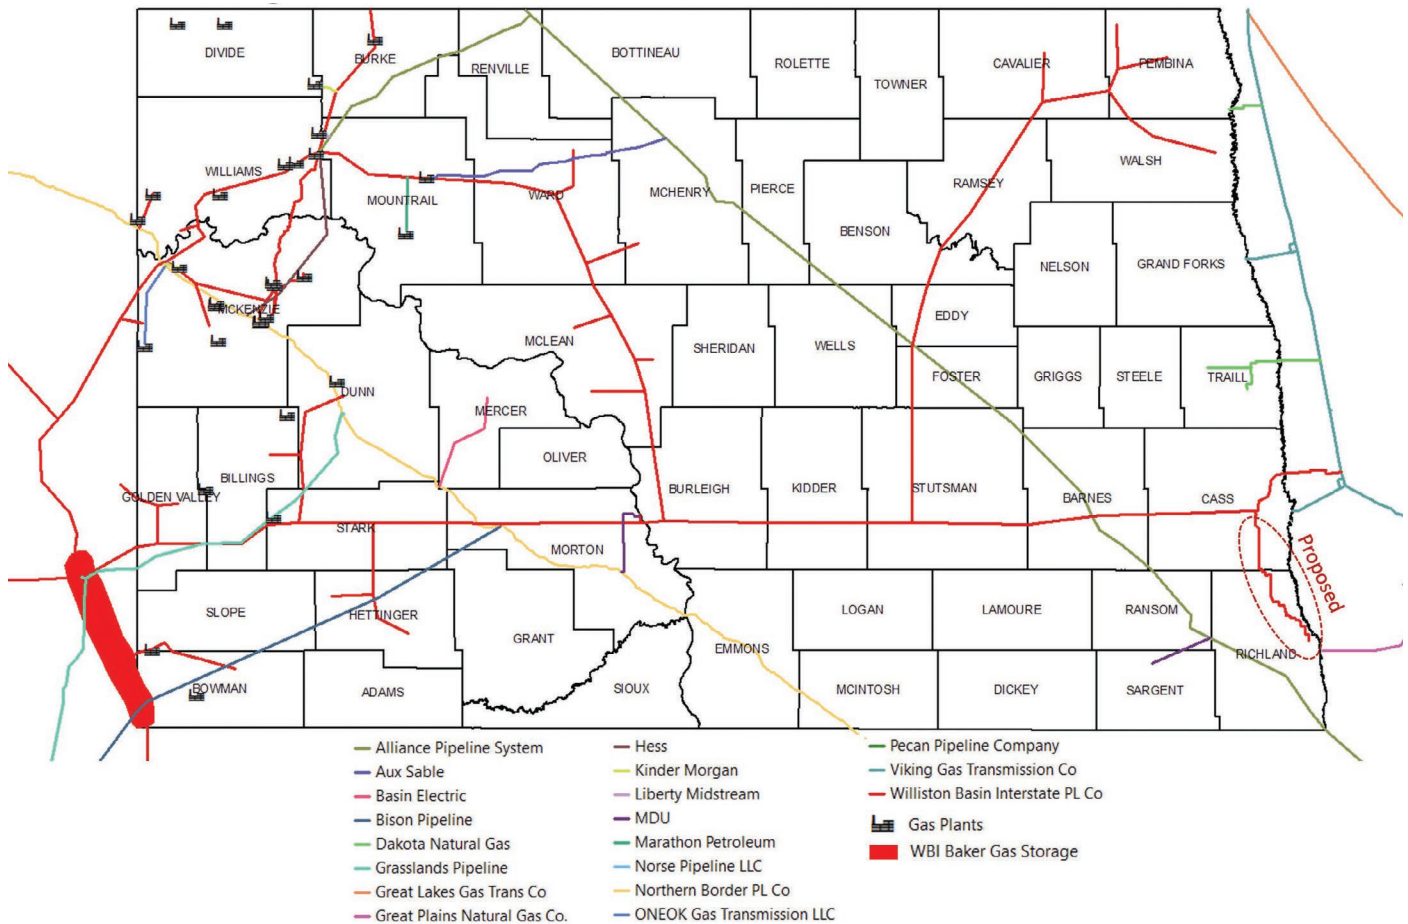 DIVIDE
BURKE
RENVILLE
BOTTINEAU
ROLETTE
TOWNER
CAVALIER
PEMBINA
WILLIAMS
MOUNTRAIL
WARD
MCHENRY
PIERCE
RAMSEY
WALSH
BENSON
NELSON
GRAND FORKS
MCKENZIE
MCLEAN
SHERIDAN
WELLS
EDDY
FOSTER
GRIGGS
STEELE
TRAILL
DUNN
MERCER
OLIVER
BILLINGS
GOLDEN VALLEY
STARK
BURLEIGH
KIDDER
STUTSMAN
BARNES
CASS
MORTON
Proposed
SLOPE
HETTINGER
GRANT
EMMONS
LOGAN
LAMOURE
RANSOM
RICHLAND
BOWMAN
ADAMS
SIOUX
MCINTOSH
DICKEY
SARGENT
Alliance Pipeline System
Aux Sable
Basin Electric
Bison Pipeline
Dakota Natural Gas
Grasslands Pipeline
Great Lakes Gas Trans Co
Great Plains Natural Gas Co.
Hess
Kinder Morgan
Liberty Midstream
MDU
Marathon Petroleum
Norse Pipeline LLC
Northern Border PL Co
ONEOK Gas Transmission LLC
Pecan Pipeline Company
Viking Gas Transmission Co
Williston Basin Interstate PL Co
Gas Plants
WBI Baker Gas Storage